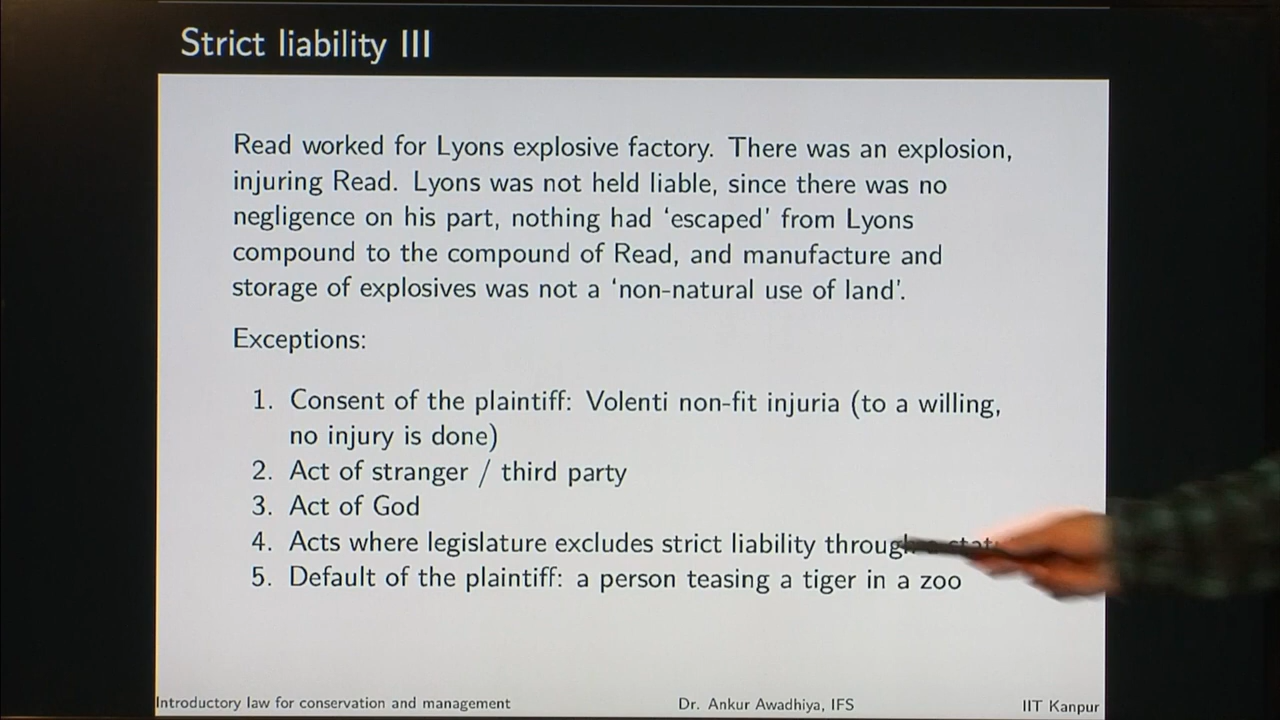 Strict liability III
Read worked for Lyons explosive factory. There was an explosion,
injuring Read. Lyons was not held liable, since there was no
negligence on his part, nothing had ‘escaped’ from Lyons
compound to the compound of Read, and manufacture and
storage of explosives was not a ‘non-natural use of land’.
Exceptions:
1. Consent of the plaintiff: Volenti non-fit injuria (to a willing,
no injury is done)
2. Act of stranger / third party
3. Act of God
4. Acts where legislature excludes strict liability through
5. Default of the plaintiff: a person teasing a tiger in a zoo
Introductory law for conservation and management
Dr. Ankur Awadhiya, IFS
IIT Kanpur